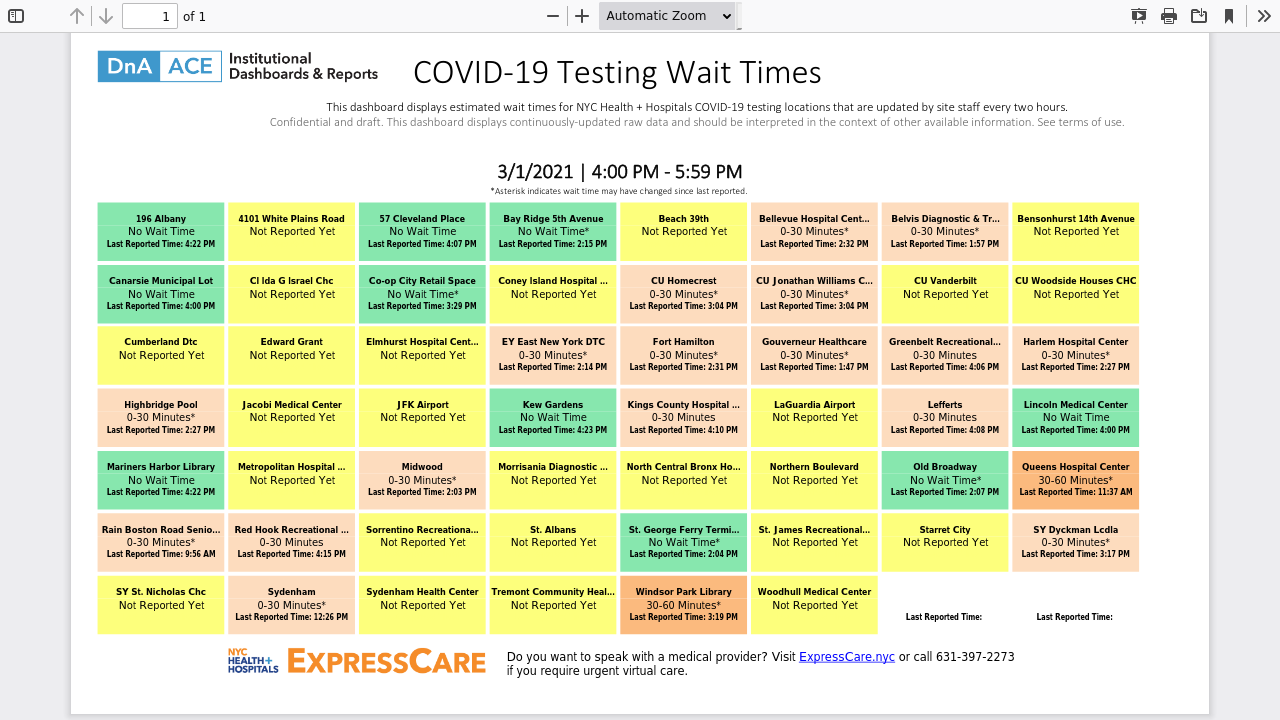 1 of 1
Automatic Zoom
DnA ACE Institutional Dashboards & Reports
COVID-19 Testing Wait Times
This dashboard displays estimated wait times for NYC Health + Hospitals COVID-19 testing locations that are updated by site staff every two hours.
Confidential and draft. This dashboard displays continuously-updated raw data and should be interpreted in the context of other available information. See terms of use.
3/1/2021 | 4:00 PM - 5:59 PM
*Asterisk indicates wait time may have changed since last reported.
196 Albany
No Wait Time
Last Reported Time: 4:22 PM
4101 White Plains Road
Not Reported Yet
57 Cleveland Place
No Wait Time
Last Reported Time: 4:07 PM
Bay Ridge 5th Avenue
No Wait Time*
Last Reported Time: 2:15 PM
Beach 39th
Not Reported Yet
Bellevue Hospital Cent...
0-30 Minutes*
Last Reported Time: 2:32 PM
Belvis Diagnostic & Tr...
0-30 Minutes*
Last Reported Time: 1:57 PM
Bensonhurst 14th Avenue
Not Reported Yet
Canarsie Municipal Lot
No Wait Time
Last Reported Time: 4:00 PM
Cl Ida G Israel Chc
Not Reported Yet
Co-op City Retail Space
No Wait Time*
Last Reported Time: 3:29 PM
Coney Island Hospital ...
Not Reported Yet
CU Homecrest
0-30 Minutes*
Last Reported Time: 3:04 PM
CU Jonathan Williams C...
0-30 Minutes*
Last Reported Time: 3:04 PM
CU Vanderbilt
Not Reported Yet
CU Woodside Houses CHC
Not Reported Yet
Cumberland Dtc
Not Reported Yet
Edward Grant
Not Reported Yet
Elmhurst Hospital Cent...
Not Reported Yet
EY East New York DTC
0-30 Minutes*
Last Reported Time: 2:14 PM
Fort Hamilton
0-30 Minutes*
Last Reported Time: 2:31 PM
Gouverneur Healthcare
0-30 Minutes*
Last Reported Time: 1:47 PM
Greenbelt Recreational...
0-30 Minutes
Last Reported Time: 4:06 PM
Harlem Hospital Center
0-30 Minutes*
Last Reported Time: 2:27 PM
Highbridge Pool
0-30 Minutes*
Last Reported Time: 2:27 PM
Jacobi Medical Center
Not Reported Yet
JFK Airport
Not Reported Yet
Kew Gardens
No Wait Time
Last Reported Time: 4:23 PM
Kings County Hospital ...
0-30 Minutes
Last Reported Time: 4:10 PM
LaGuardia Airport
Not Reported Yet
Lefferts
0-30 Minutes
Last Reported Time: 4:08 PM
Lincoln Medical Center
No Wait Time
Last Reported Time: 4:00 PM
Mariners Harbor Library
No Wait Time
Last Reported Time: 4:22 PM
Metropolitan Hospital ...
Not Reported Yet
Midwood
0-30 Minutes*
Last Reported Time: 2:03 PM
Morrisania Diagnostic ...
Not Reported Yet
North Central Bronx Ho...
Not Reported Yet
Northern Boulevard
Not Reported Yet
Old Broadway
No Wait Time*
Last Reported Time: 2:07 PM
Queens Hospital Center
30-60 Minutes*
Last Reported Time: 11:37 AM
Rain Boston Road Senio...
0-30 Minutes*
Last Reported Time: 9:56 AM
Red Hook Recreational ...
0-30 Minutes
Last Reported Time: 4:15 PM
Sorrentino Recreationa...
Not Reported Yet
St. Albans
Not Reported Yet
St. George Ferry Termi...
No Wait Time*
Last Reported Time: 2:04 PM
St. James Recreational...
Not Reported Yet
Starret City
Not Reported Yet
SY Dyckman Lcdla
0-30 Minutes*
Last Reported Time: 3:17 PM
SY St. Nicholas Chc
Not Reported Yet
Sydenham
0-30 Minutes*
Last Reported Time: 12:26 PM
Sydenham Health Center
Not Reported Yet
Tremont Community Heal...
Not Reported Yet
Windsor Park Library
30-60 Minutes*
Last Reported Time: 3:19 PM
Woodhull Medical Center
Not Reported Yet
Last Reported Time:
Last Reported Time:
NYC HEALTH+ HOSPITALS
EXPRESSCARE
Do you want to speak with a medical provider? Visit ExpressCare.nyc or call 631-397-2273
if you require urgent virtual care.